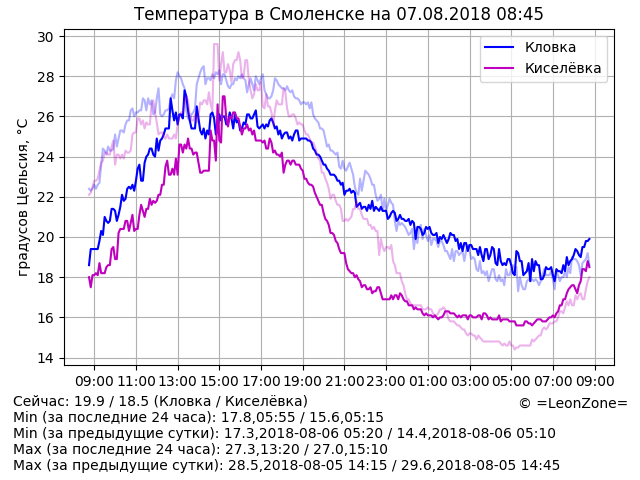 Температура в Смоленске на 07.08.2018 08:45
градусов Цельсия, °C
30
28
26
24
22
20
18
16
14
Кловка
Киселёвка
09:00 11:00 13:00 15:00 17:00 19:00 21:00 23:00 01:00 03:00 05:00 07:00 09:00
Сейчас: 19.9 / 18.5 (Кловка / Киселёвка)
© =LeonZone=
Min (за последние 24 часа): 17.8,05:55 / 15.6,05:15
Min (за предыдущие сутки): 17.3,2018-08-06 05:20 / 14.4,2018-08-06 05:10
Max (за последние 24 часа): 27.3,13:20 / 27.0,15:10
Max (за предыдущие сутки): 28.5,2018-08-05 14:15 / 29.6,2018-08-05 14:45